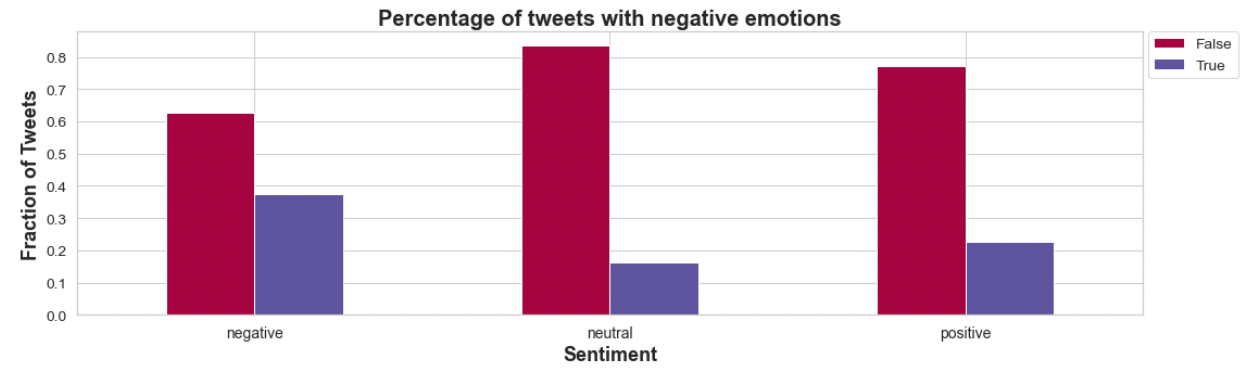 Percentage of tweets with negative emotions
False
True
Fraction of Tweets
0.8
0.7
0.6
0.5
0.4
0.3
0.2
0.1
0.0
negative neutral positive
Sentiment